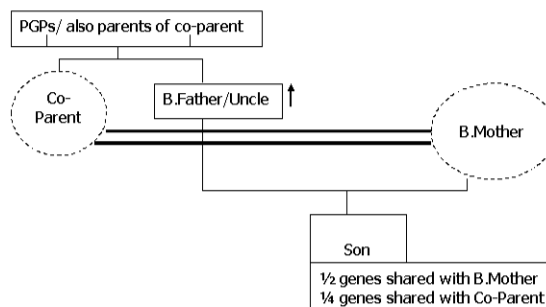 PGPs/ also parents of co-parent
Co-
Parent
B.Father/Uncle
B.Mother
Son
½ genes shared with B.Mother
¼ genes shared with Co-Parent